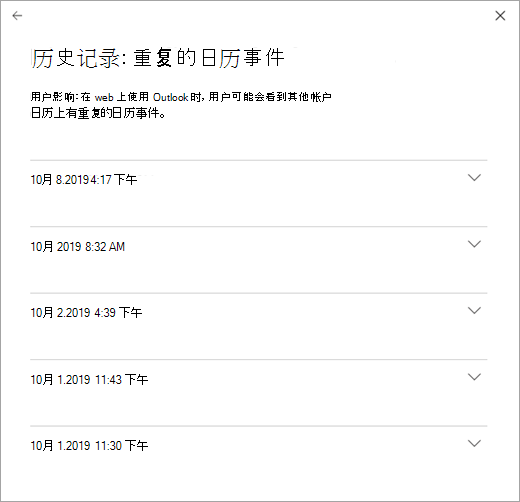 历史记录: 重复的日历事件
用户影响: 在 web 上使用 Outlook 时, 用户可能会看到其他帐户
日历上有重复的日历事件。
10月 8.2019 4:17 下午
10月 2019 8:32 AM
10月 2.2019 4:39 下午
10月 1.2019 11:43 下午
10月 1.2019 11:30 下午